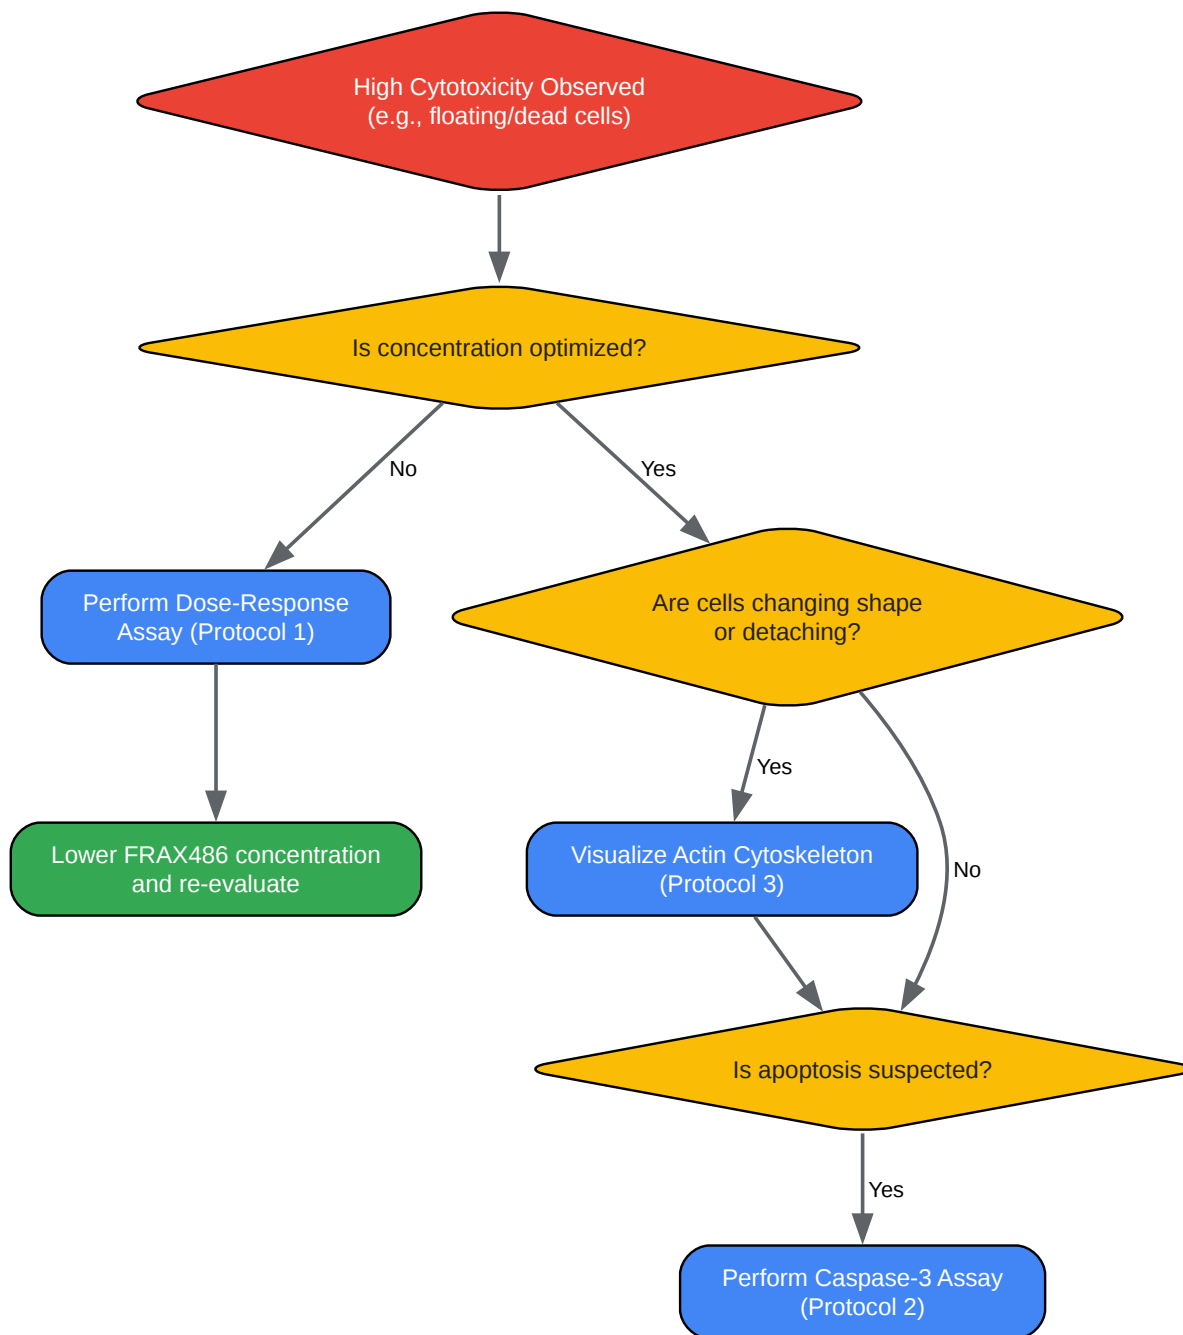 High Cytotoxicity Observed
(e.g., floating/dead cells)
Is concentration optimized?
No
Yes
Perform Dose-Response
Assay (Protocol 1)
Are cells changing shape
or detaching?
Yes
Lower FRAX486 concentration
and re-evaluate
Visualize Actin Cytoskeleton
(Protocol 3)
No
Is apoptosis suspected?
Yes
Perform Caspase-3 Assay
(Protocol 2)